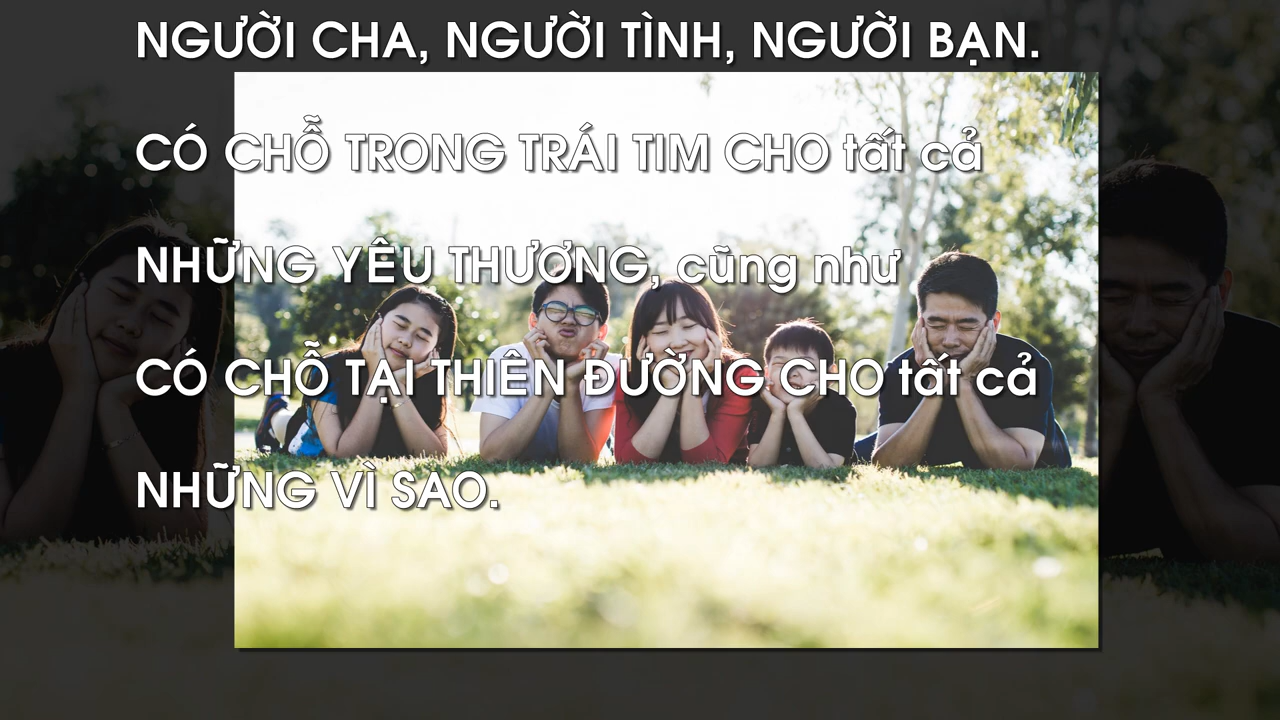 NGƯỜI CHA, NGƯỜI TÌNH, NGƯỜI BẠN.
CÓ CHỖ TRONG TRÁI TIM CHO tất cả
NHỮNG YÊU THƯƠNG, cũng như
CÓ CHỖ TẠI THIÊN ĐƯỜNG CHO tất cả
NHỮNG VÌ SAO.